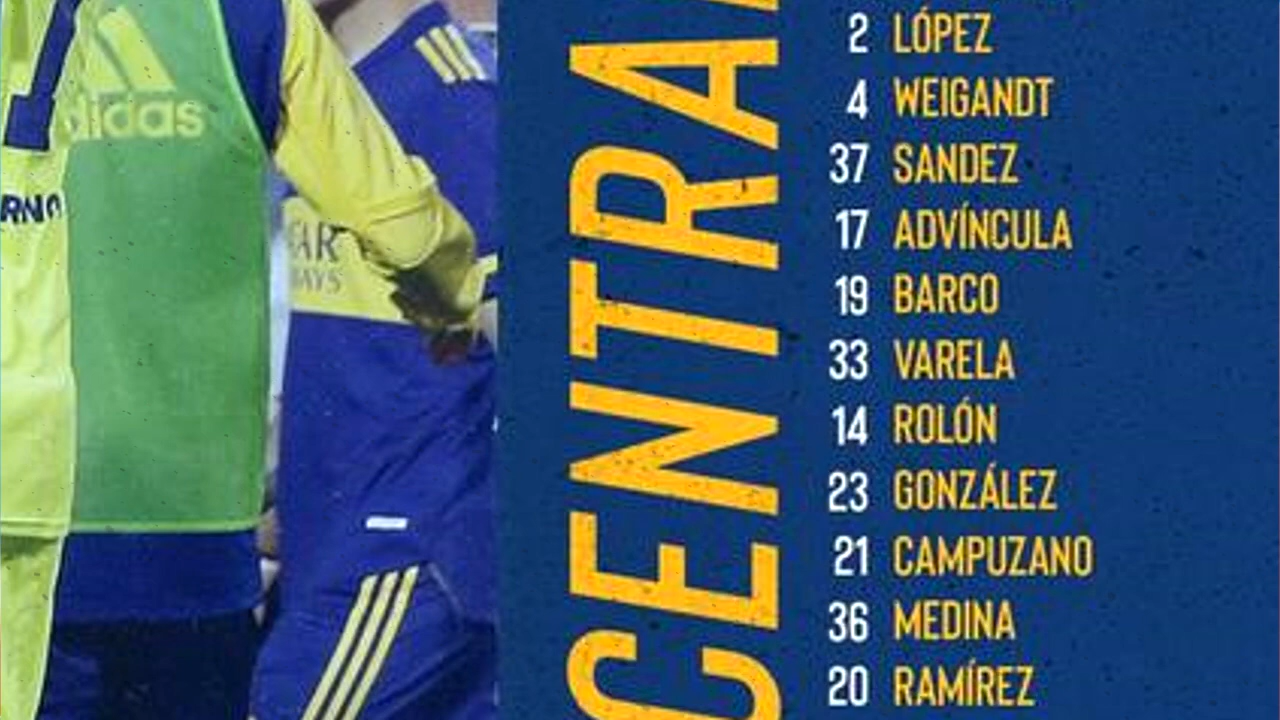 adidas
CENTRA
2 LÓPEZ
4 WEIGANDT
37 SANDEZ
17 ADVÍNCULA
19 BARCO
33 VARELA
14 ROLÓN
23 GONZÁLEZ
21 CAMPUZANO
36 MEDINA
20 RAMÍREZ